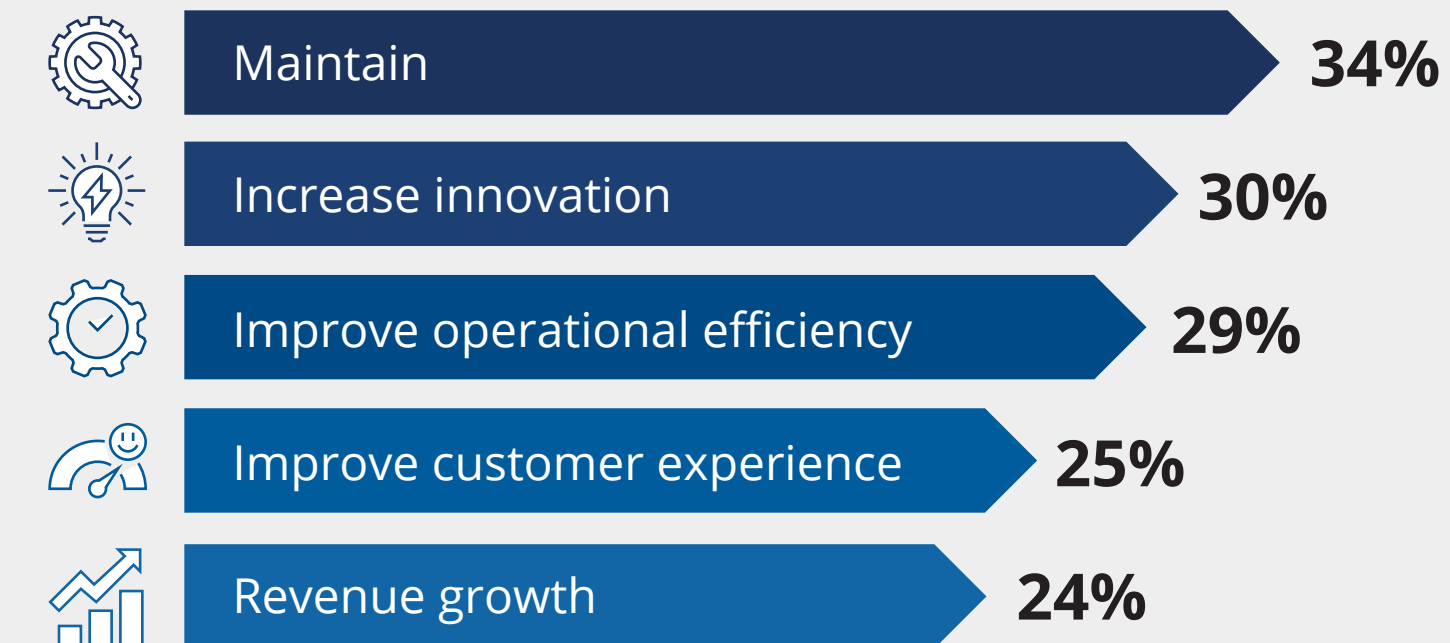 Maintain 34%
Increase innovation 30%
Improve operational efficiency 29%
Improve customer experience 25%
Revenue growth 24%